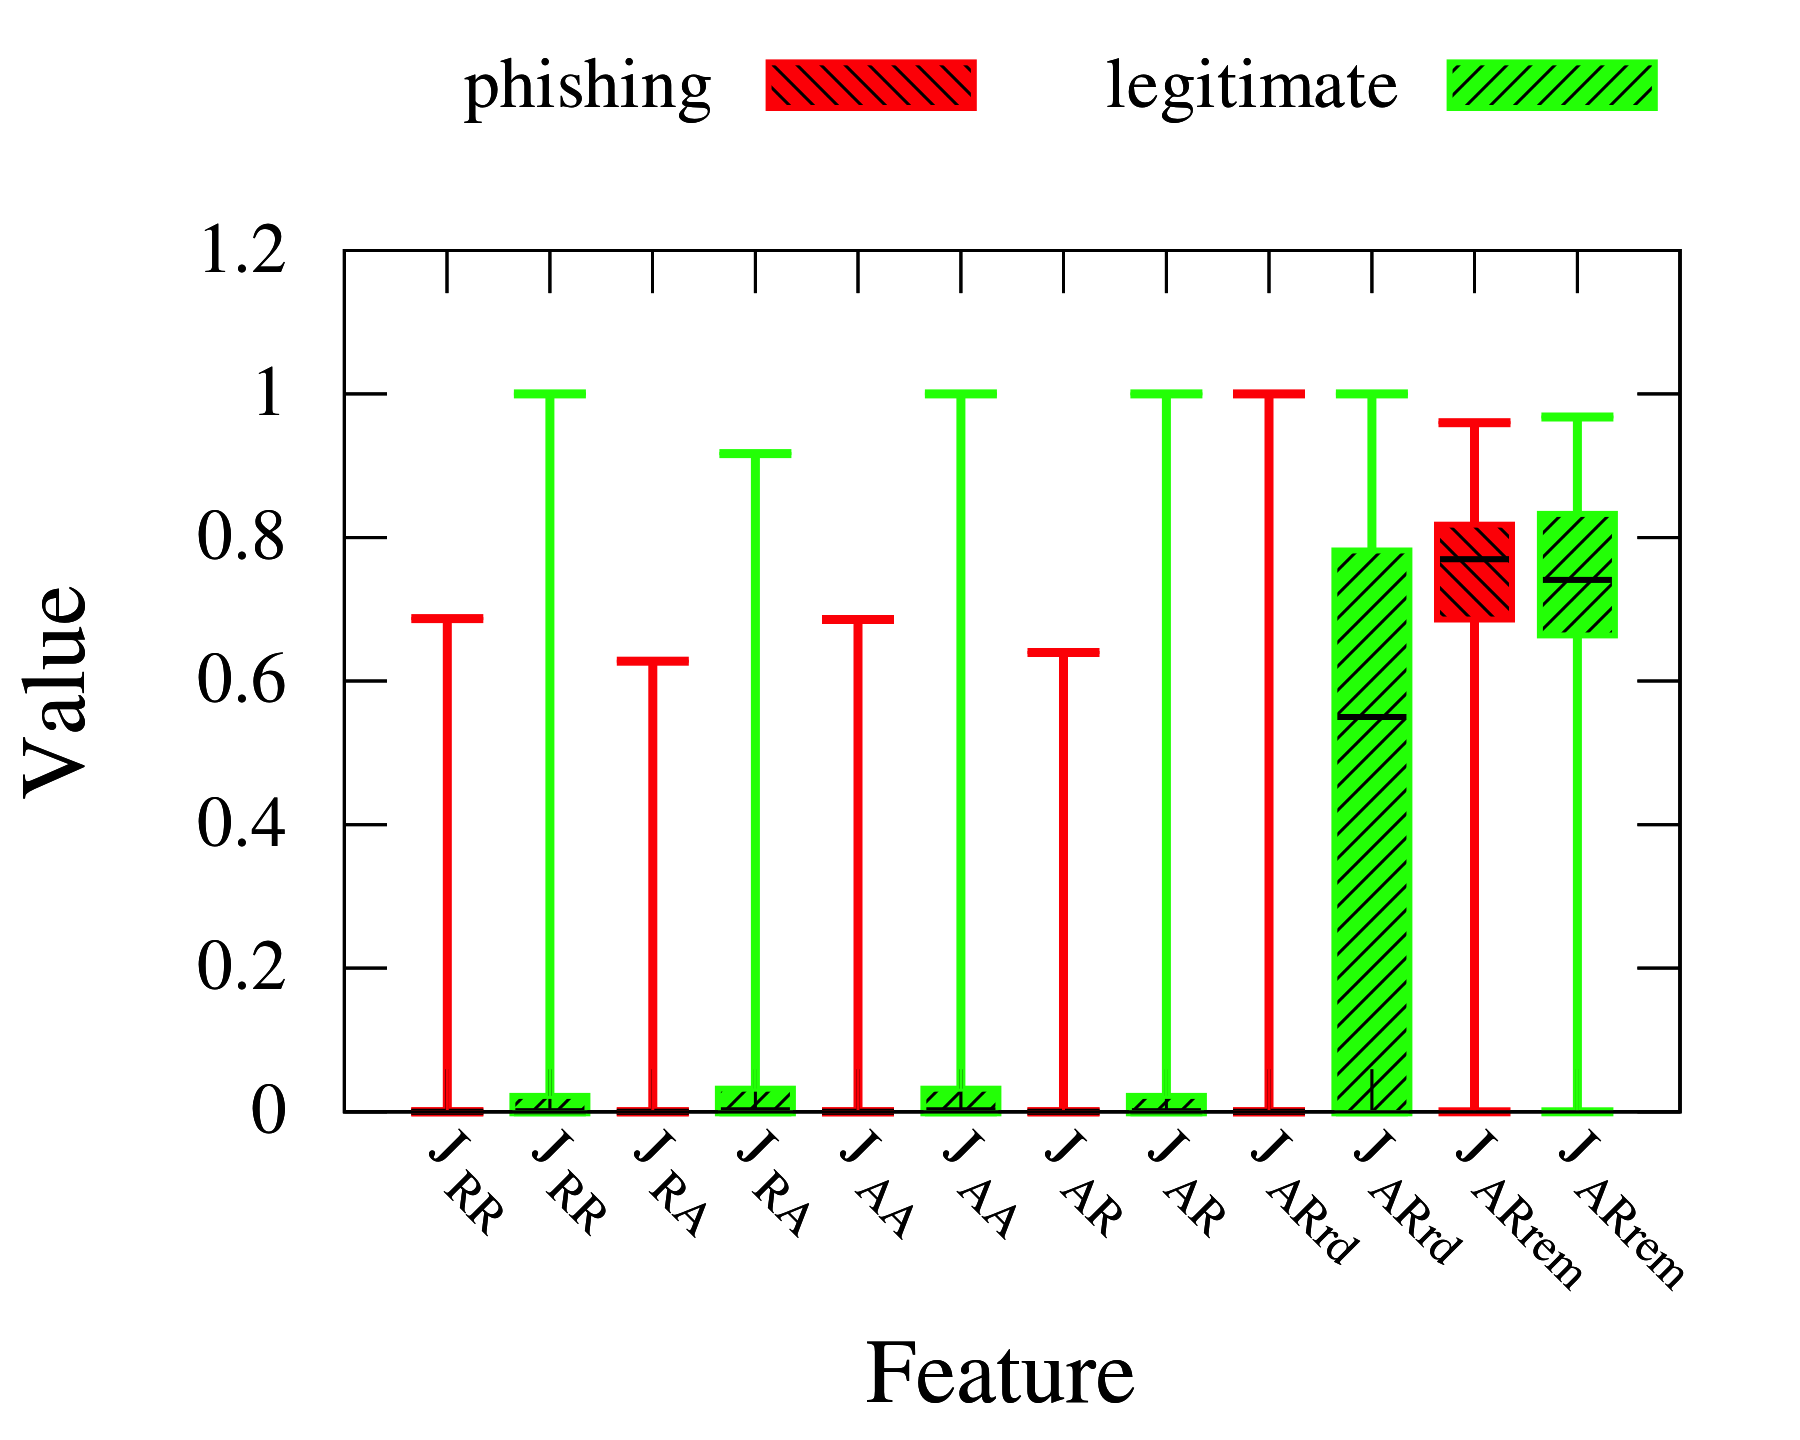 phishing legitimate
1.2
1
0.8
0.6
0.4
0.2
0
Value
J RR
J RR
J RA
J RA
J AA
J AA
J AR
J AR
J ARrd
J ARrd
J ARrem
J ARrem
Feature